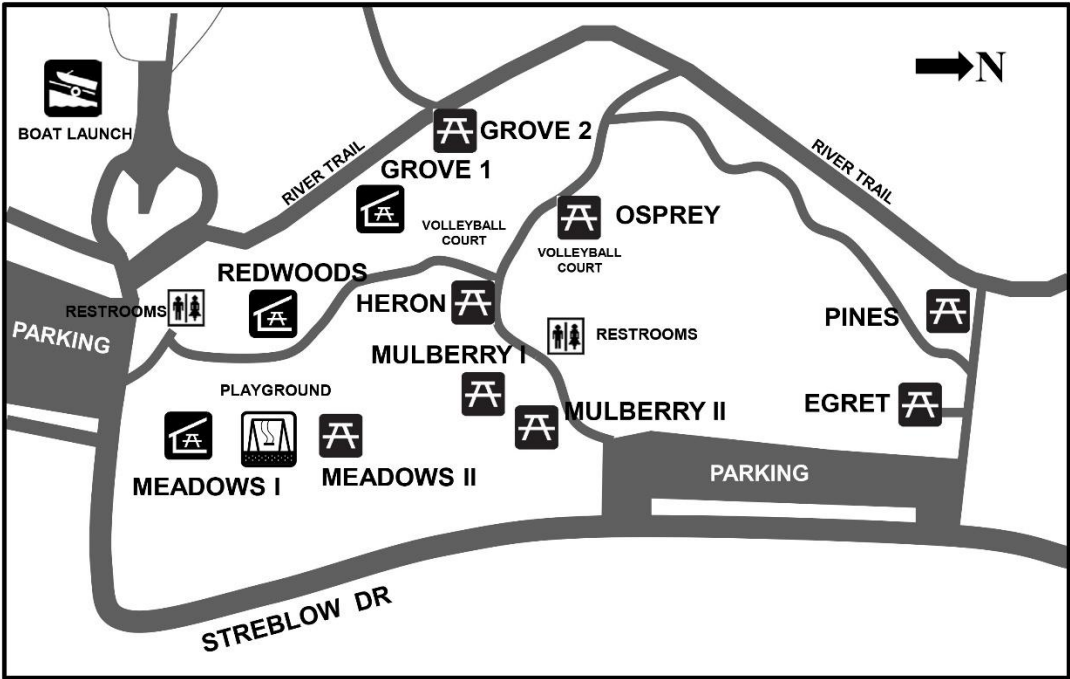 N
BOAT LAUNCH
GROVE 2
GROVE 1
RIVER TRAIL
RIVER TRAIL
OSPREY
VOLLEYBALL
COURT
VOLLEYBALL
COURT
REDWOODS
RESTROOMS
HERON
PINES
PARKING
RESTROOMS
MULBERRY I
PLAYGROUND
EGRET
MULBERRY II
MEADOWS I
MEADOWS II
PARKING
STREBLOW DR